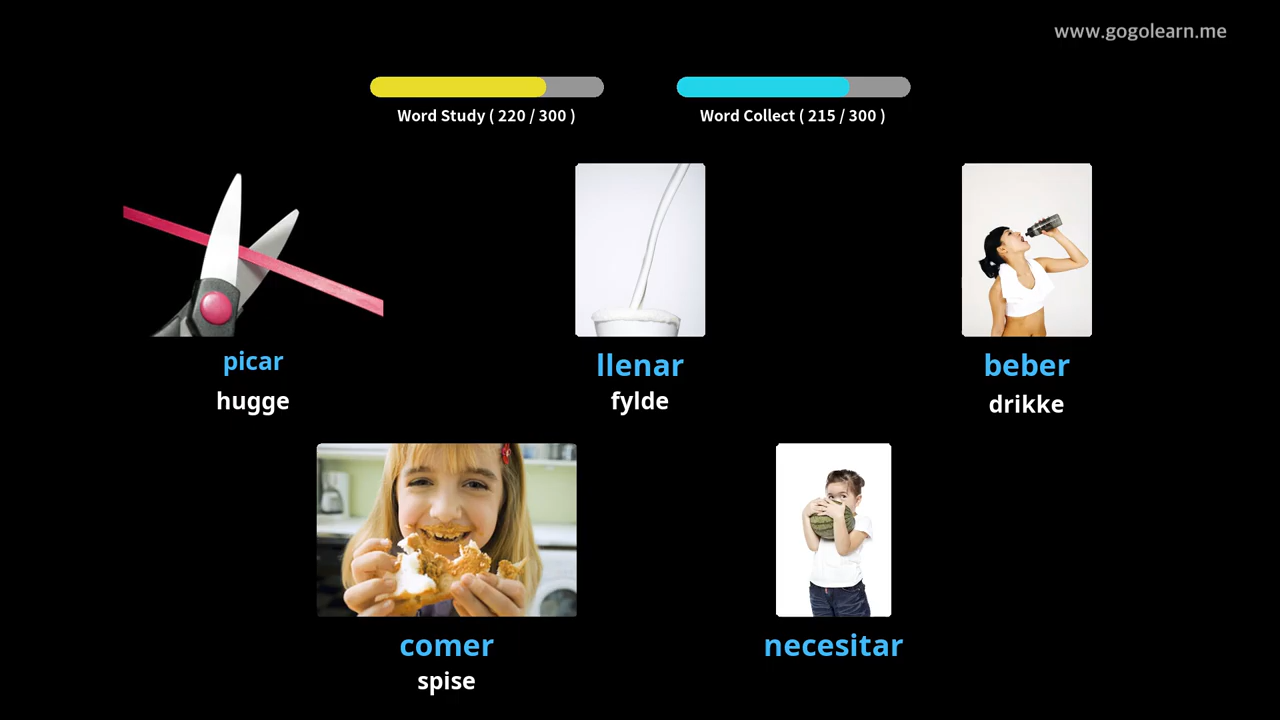 www.gogolearn.me
Word Study ( 220 / 300 )
Word Collect ( 215 / 300 )
picar
hugge
llenar
fylde
beber
drikke
comer
spise
necesitar